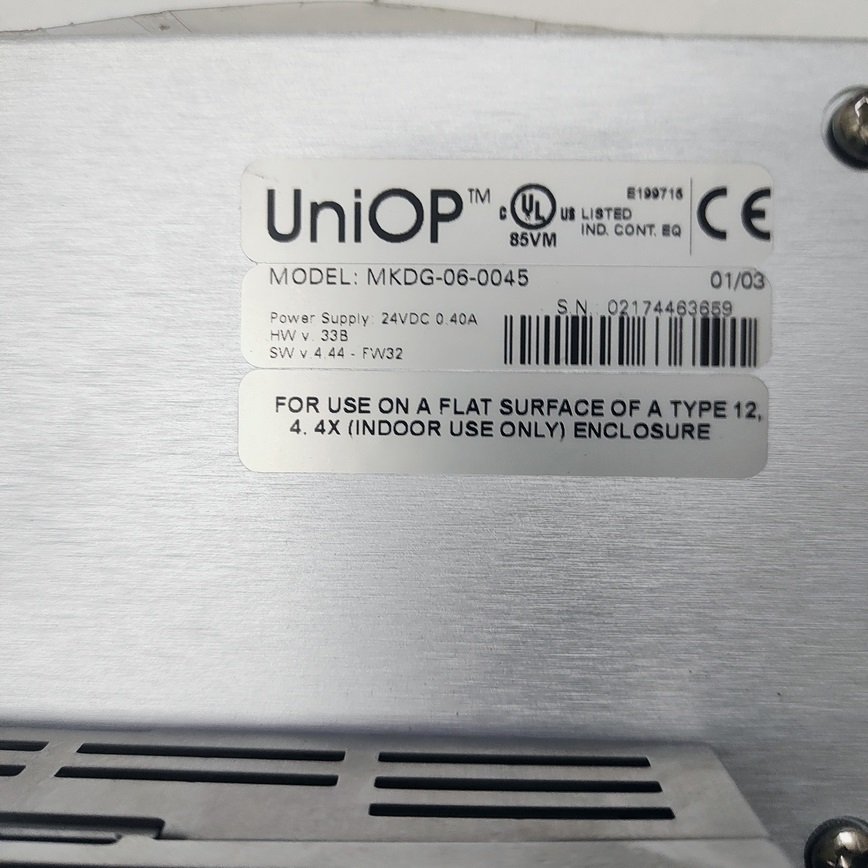 UniOP™
C UL US LISTED
E199716
IND. CONT. EQ
85VM
CE
MODEL: MKDG-06-0045
01/03
S.N.: 02174463659
Power Supply: 24VDC 0.40A
HW v. 33B
SW v.4.44 - FW32
FOR USE ON A FLAT SURFACE OF A TYPE 12,
4. 4X (INDOOR USE ONLY) ENCLOSURE